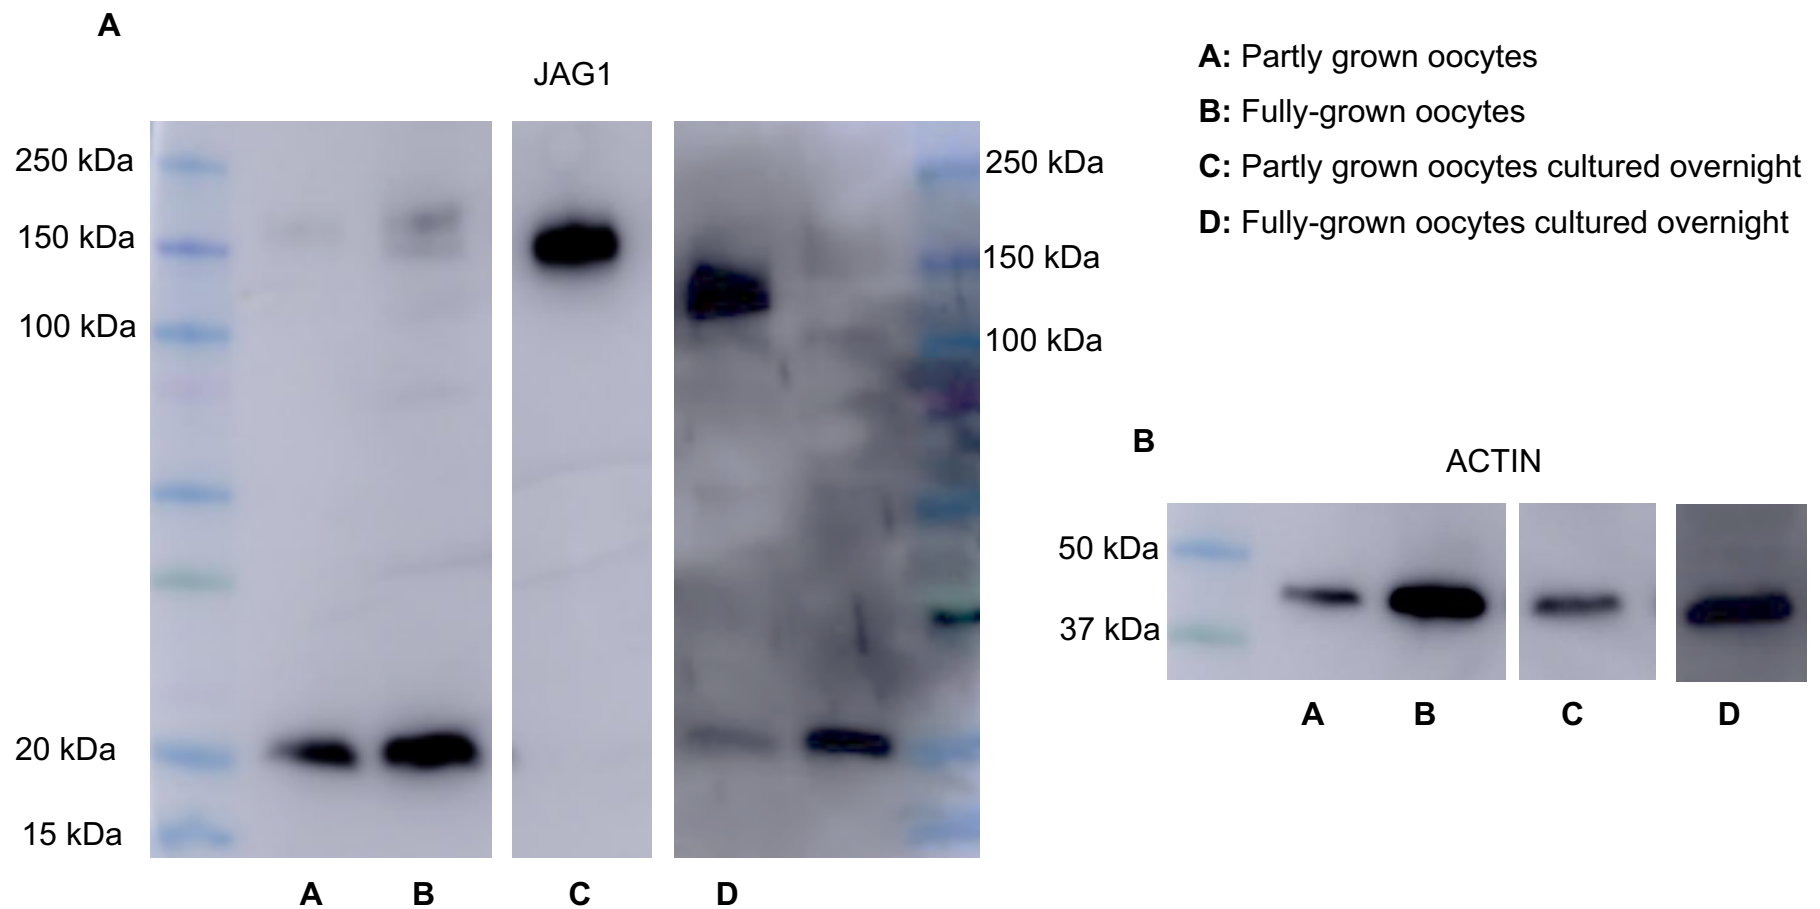 A
JAG1
250 kDa
150 kDa
100 kDa
20 kDa
15 kDa
250 kDa
150 kDa
100 kDa
A B C D
A: Partly grown oocytes
B: Fully-grown oocytes
C: Partly grown oocytes cultured overnight
D: Fully-grown oocytes cultured overnight
B
ACTIN
50 kDa
37 kDa
A B C D